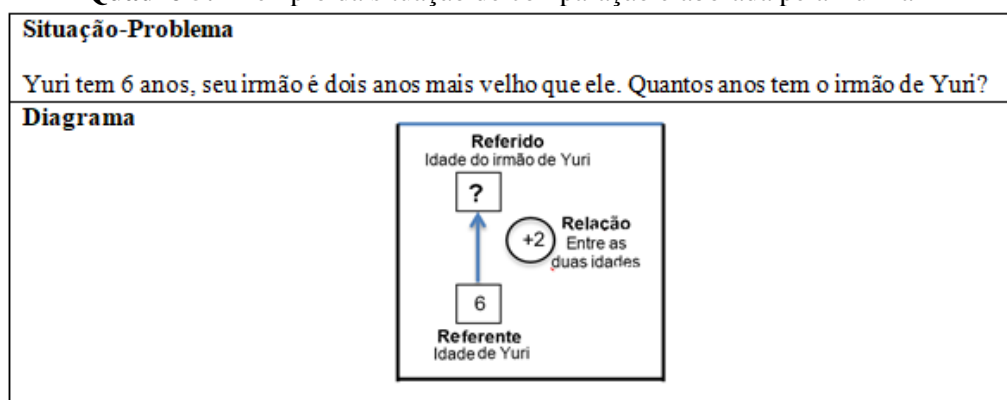 Situação-Problema
Yuri tem 6 anos, seu irmão é dois anos mais velho que ele. Quantos anos tem o irmão de Yuri?
Diagrama
Referido
Idade do irmão de Yuri
?
+2
Relação
Entre as
duas idades
6
Referente
Idade de Yuri